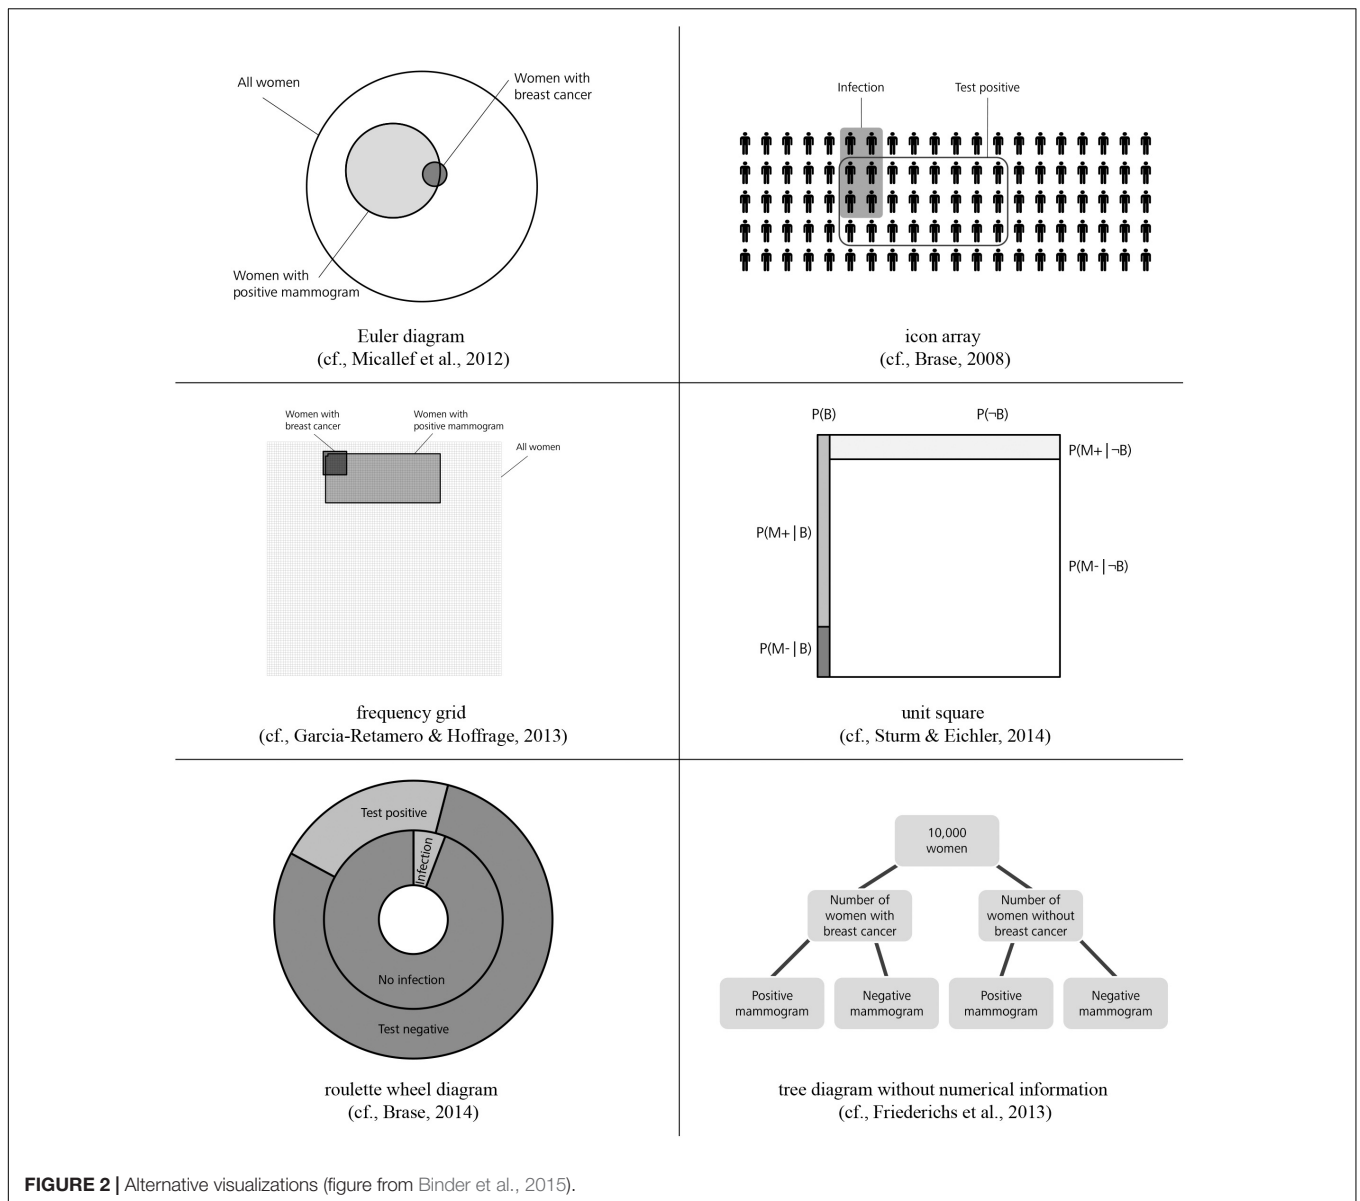 All women
Women with
breast cancer
Women with
positive mammogram
Euler diagram
(cf., Micallef et al., 2012)
Infection
Test positive
icon array
(cf., Brase, 2008)
Women with
breast cancer
Women with
positive mammogram
All women
frequency grid
(cf., Garcia-Retamero & Hoffrage, 2013)
P(B)
P(¬B)
P(M+|¬B)
P(M+|B)
P(M-|¬B)
P(M-|B)
unit square
(cf., Sturm & Eichler, 2014)
Test positive
Infection
No infection
Test negative
roulette wheel diagram
(cf., Brase, 2014)
10,000
women
Number of
women with
breast cancer
Number of
women without
breast cancer
Positive
mammogram
Negative
mammogram
Positive
mammogram
Negative
mammogram
tree diagram without numerical information
(cf., Friederichs et al., 2013)
FIGURE 2 | Alternative visualizations (figure from Binder et al., 2015).